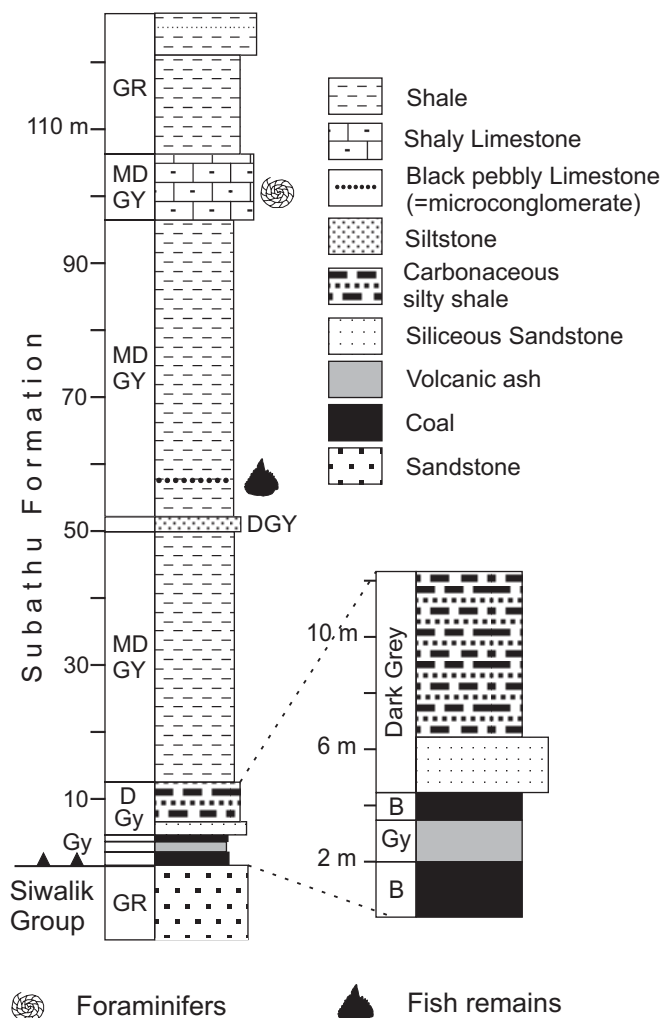 GR
110 m
MD
GY
90
MD
GY
70
DGY
50
MD
GY
30
10
D
Gy
Gy
Siwalik
Group
GR
Subathu Formation
Shale
Shaly Limestone
Black pebbly Limestone
(=microconglomerate)
Siltstone
Carbonaceous
silty shale
Siliceous Sandstone
Volcanic ash
Coal
Sandstone
10 m
Dark Grey
6 m
B
Gy
2 m
B
Foraminifers
Fish remains